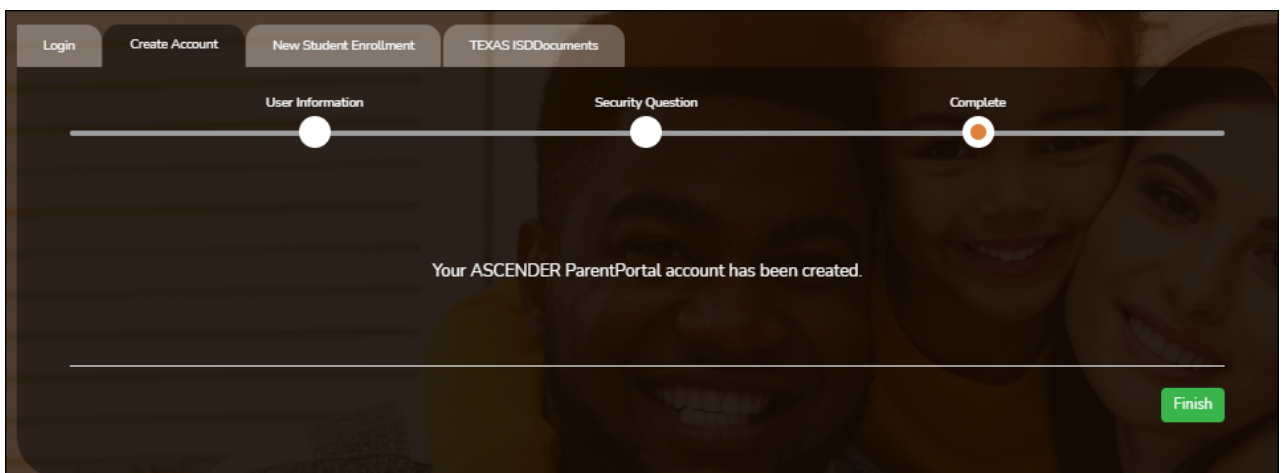 Login
Create Account
New Student Enrollment
TEXAS ISDDocuments
User Information
Security Question
Complete
Your ASCENDER ParentPortal account has been created.
Finish